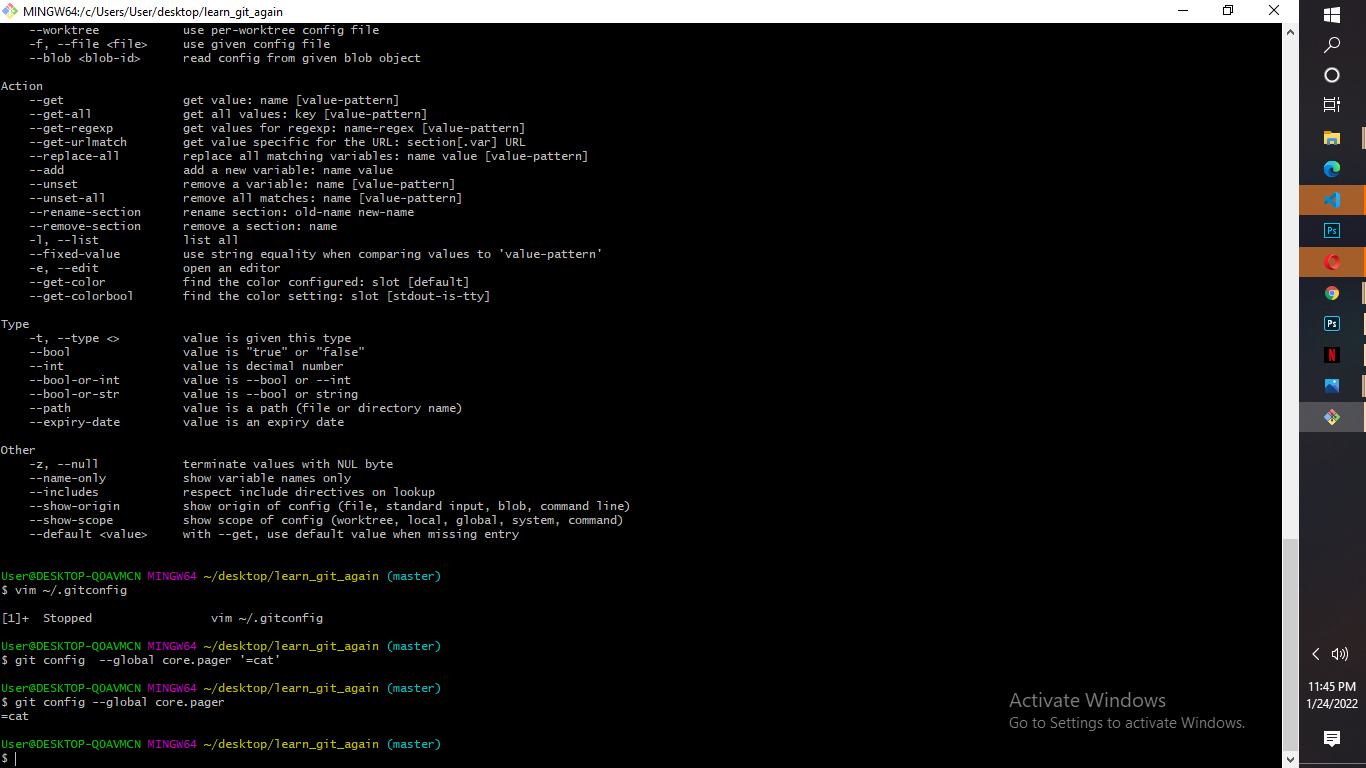 MINGW64:/c/Users/User/desktop/learn_git_again
--worktree use per-worktree config file
-f, --file <file> use given config file
--blob <blob-id> read config from given blob object
Action
--get get value: name [value-pattern]
--get-all get all values: key [value-pattern]
--get-regexp get values for regexp: name-regex [value-pattern]
--get-urlmatch get value specific for the URL: section[.var] URL
--replace-all replace all matching variables: name value [value-pattern]
--add add a new variable: name value
--unset remove a variable: name [value-pattern]
--unset-all remove all matches: name [value-pattern]
--rename-section rename section: old-name new-name
--remove-section remove a section: name
-l, --list list all
--fixed-value use string equality when comparing values to 'value-pattern'
-e, --edit open an editor
--get-color find the color configured: slot [default]
--get-colorbool find the color setting: slot [stdout-is-tty]
Type
-t, --type <> value is given this type
--bool value is "true" or "false"
--int value is decimal number
--bool-or-int value is --bool or --int
--bool-or-str value is --bool or string
--path value is a path (file or directory name)
--expiry-date value is an expiry date
Other
-z, --null terminate values with NUL byte
--name-only show variable names only
--includes respect include directives on lookup
--show-origin show origin of config (file, standard input, blob, command line)
--show-scope show scope of config (worktree, local, global, system, command)
--default <value> with --get, use default value when missing entry
User@DESKTOP-QOAVMCN MINGW64 ~/desktop/learn_git_again (master)
$ vim ~/.gitconfig
[1]+ Stopped vim ~/.gitconfig
User@DESKTOP-QOAVMCN MINGW64 ~/desktop/learn_git_again (master)
$ git config --global core.pager '=cat'
User@DESKTOP-QOAVMCN MINGW64 ~/desktop/learn_git_again (master)
$ git config --global core.pager
=cat
User@DESKTOP-QOAVMCN MINGW64 ~/desktop/learn_git_again (master)
$
Activate Windows
Go to Settings to activate Windows.
Ps
Ps
N
11:45 PM
1/24/2022